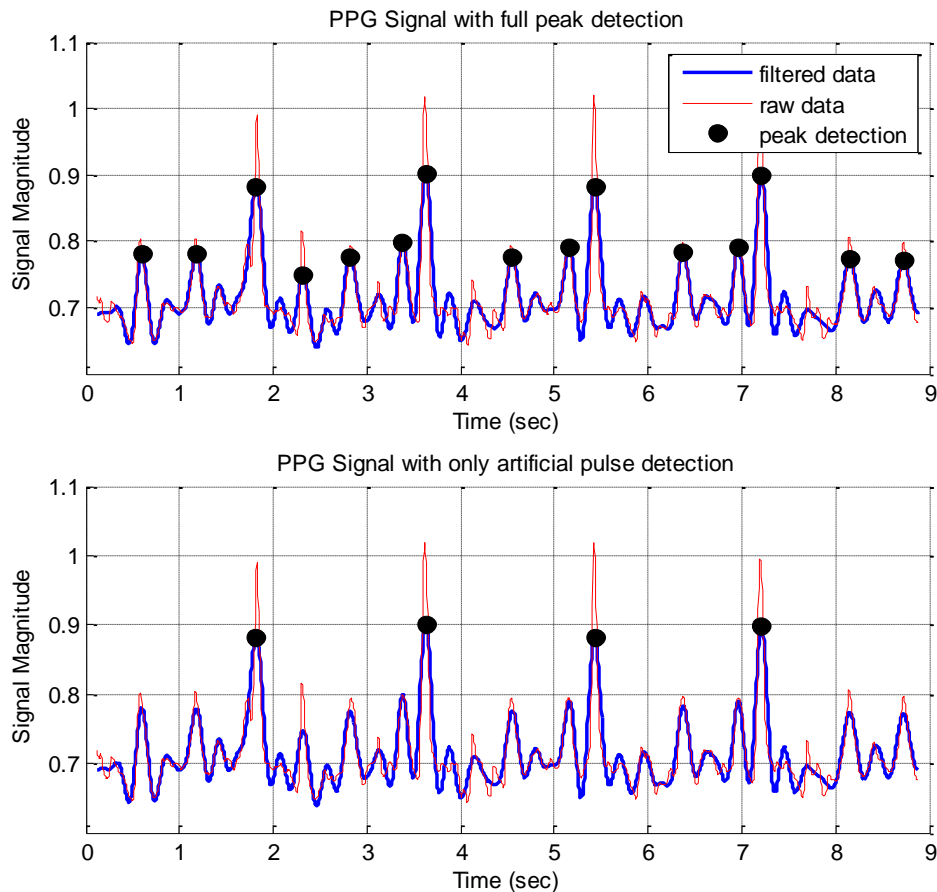 PPG Signal with full peak detection
1.1
1
0.9
0.8
0.7
Signal Magnitude
filtered data
raw data
peak detection
0 1 2 3 4 5 6 7 8 9
Time (sec)
PPG Signal with only artificial pulse detection
1.1
1
0.9
0.8
0.7
Signal Magnitude
0 1 2 3 4 5 6 7 8 9
Time (sec)